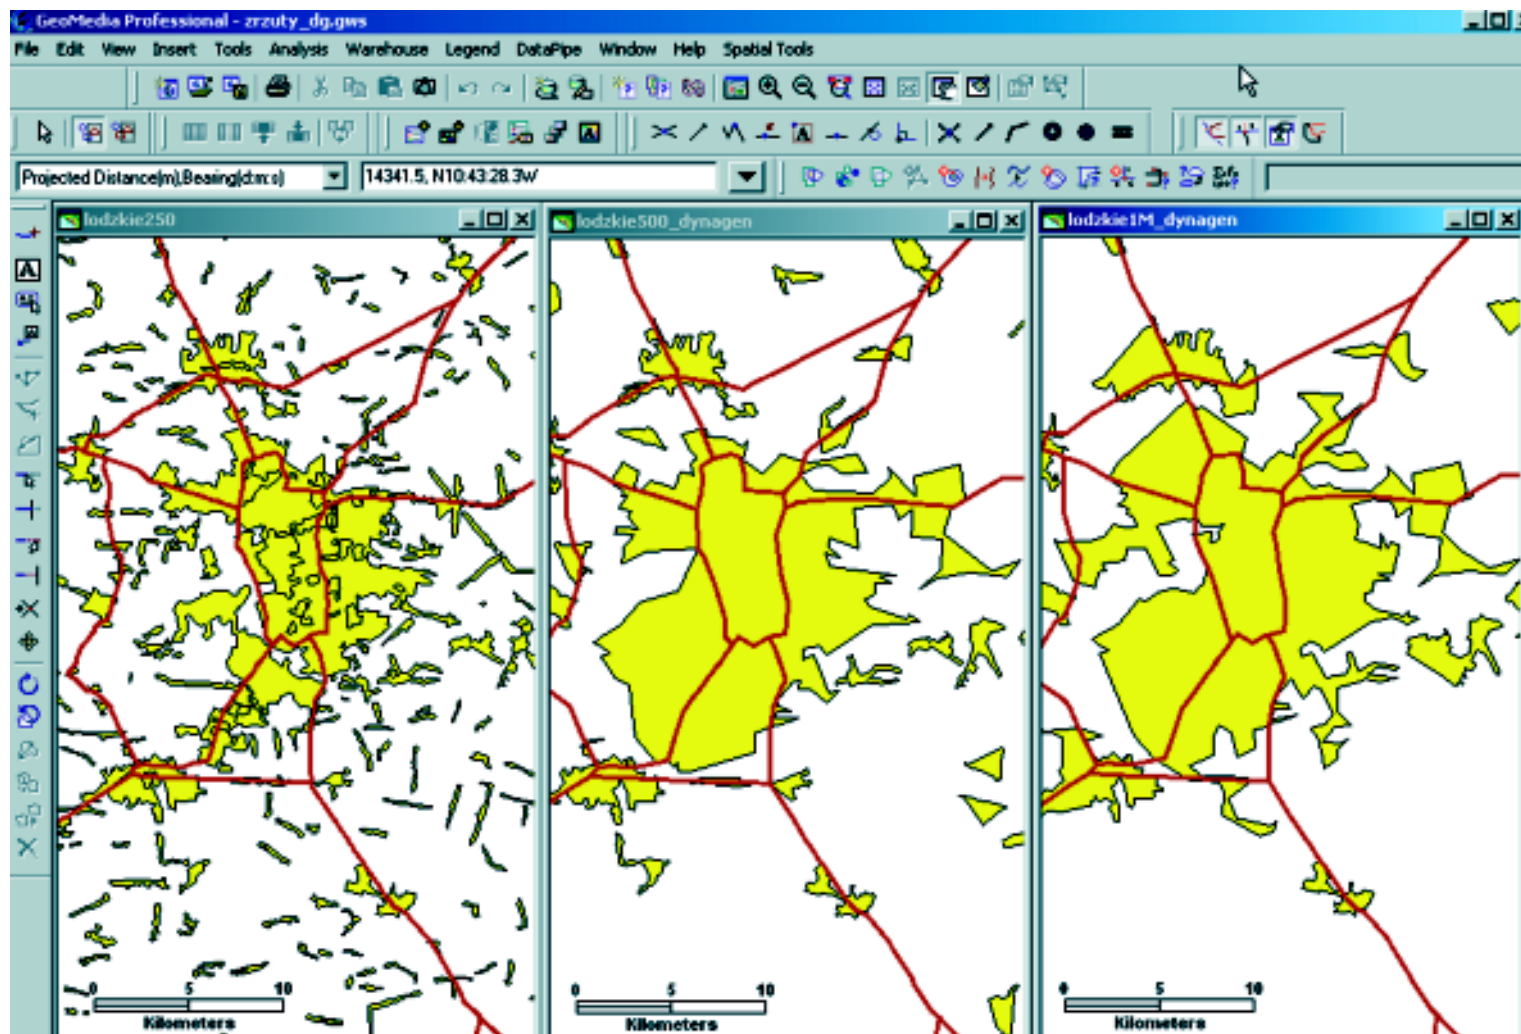 GeoMedia Professional - zrzuty_dg.gws
File Edit View Insert Tools Analysis Warehouse Legend DataPipe Window Help Spatial Tools
Projected Distance(m),Bearing(d:m:s) 14341.5, N10:43:28.3W
lodzkie250 lodzkie500_dynagen lodzkie1M_dynagen
0 5 10 0 5 10 0 5 10
Kilometers Kilometers Kilometers